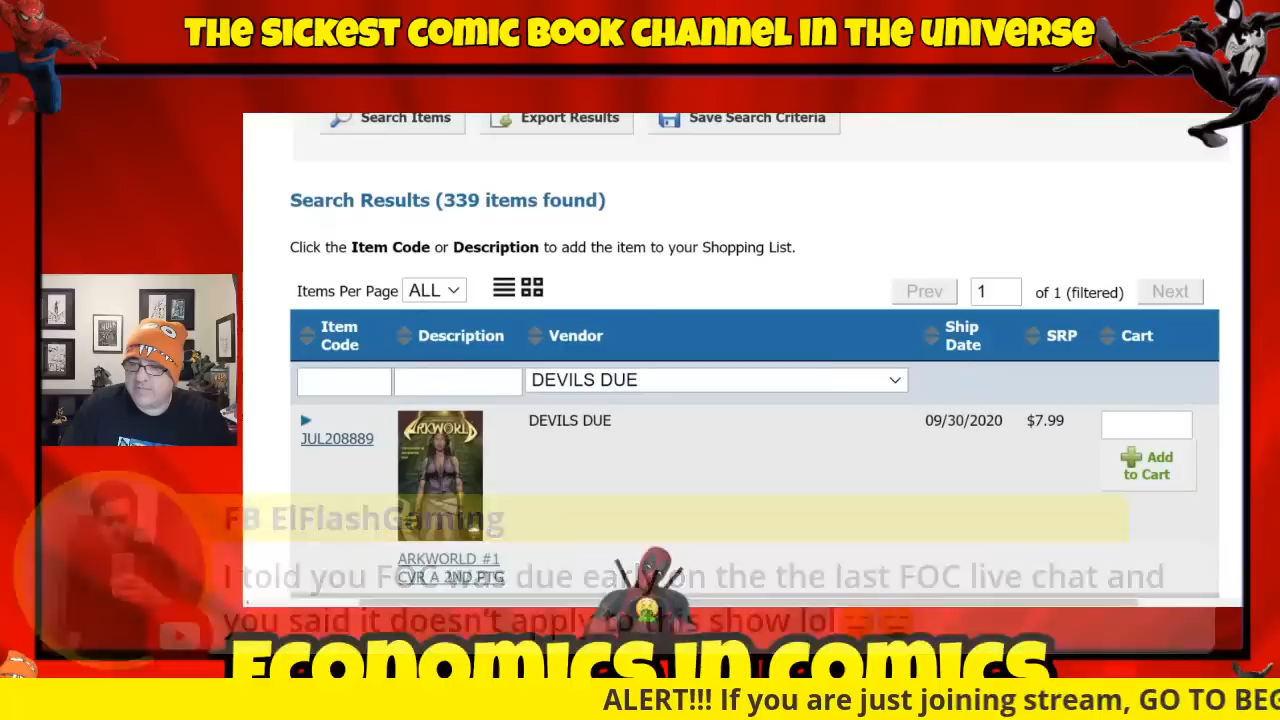 THE SICKEST COMIC BOOK CHANNEL IN THE UNIVERSE
Search Items
Export Results
Save Search Criteria
Search Results (339 items found)
Click the Item Code or Description to add the item to your Shopping List.
Items Per Page ALL
Prev 1 of 1 (filtered) Next
Item Code
Description
Vendor
Ship Date
SRP
Cart
DEVILS DUE
JUL208889
ARKWORLD
DEVILS DUE
09/30/2020
$7.99
Add to Cart
ARKWORLD #1
CVR A 2ND PTG
FB ElFlashGaming
I told you FOC was due early on the the last FOC live chat and
you said it doesn't apply to this show lol
ECONOMICS IN COMICS
ALERT!!! If you are just joining stream, GO TO BEG